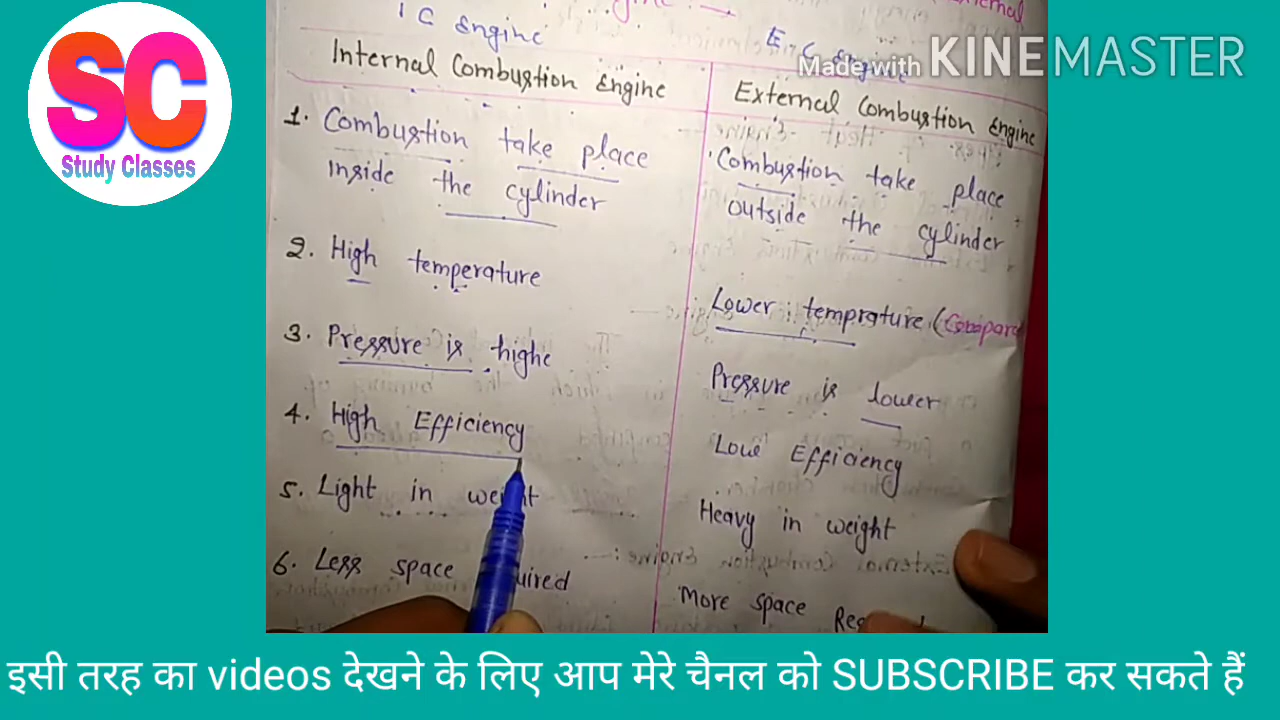 SC
Study Classes
Made with KINEMASTER
I C Engine
E. C. Engine
Internal Combustion Engine
External Combustion Engine
1. Combustion take place
inside the cylinder
Combustion take place
outside the cylinder
2. High temperature
Lower temprature (Compare
3. Pressure is highe
Pressure is lower
4. High Efficiency
Low Efficiency
5. Light in weight
Heavy in weight
6. Less space
More space
इसी तरह का videos देखने के लिए आप मेरे चैनल को SUBSCRIBE कर सकते हैं